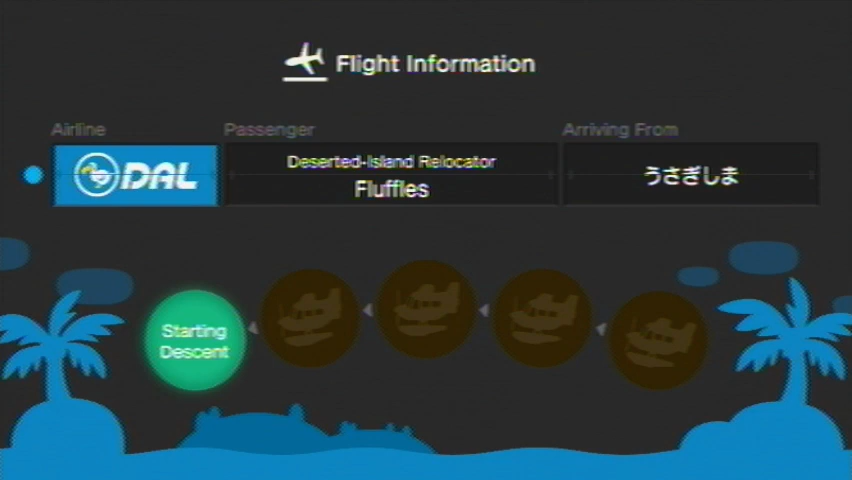 Flight Information
Airline
Passenger
Arriving From
DAL
Deserted-Island Relocator
Fluffles
うさぎしま
Starting
Descent